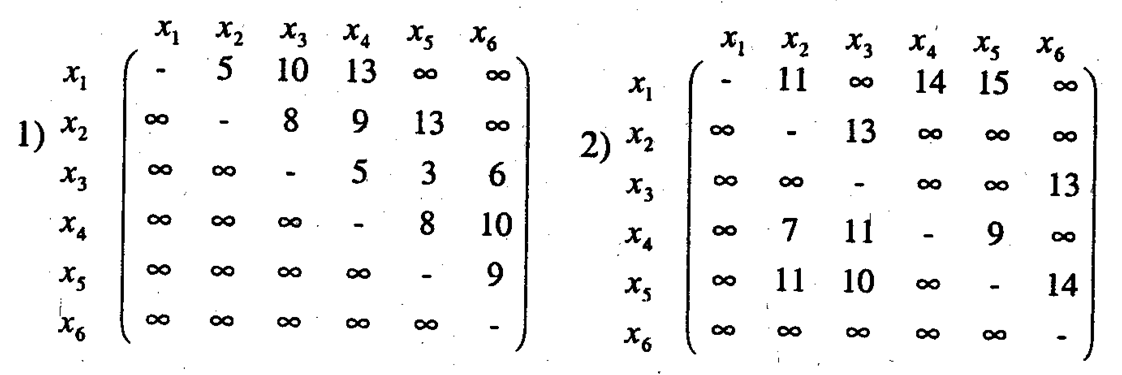 1)
x₁ x₂ x₃ x₄ x₅ x₆
x₁ - 5 10 13 ∞ ∞
x₂ ∞ - 8 9 13 ∞
x₃ ∞ ∞ - 5 3 6
x₄ ∞ ∞ ∞ - 8 10
x₅ ∞ ∞ ∞ ∞ - 9
x₆ ∞ ∞ ∞ ∞ ∞ -
2)
x₁ x₂ x₃ x₄ x₅ x₆
x₁ - 11 ∞ 14 15 ∞
x₂ ∞ - 13 ∞ ∞ ∞
x₃ ∞ ∞ - ∞ ∞ 13
x₄ ∞ 7 11 - 9 ∞
x₅ ∞ 11 10 ∞ - 14
x₆ ∞ ∞ ∞ ∞ ∞ -